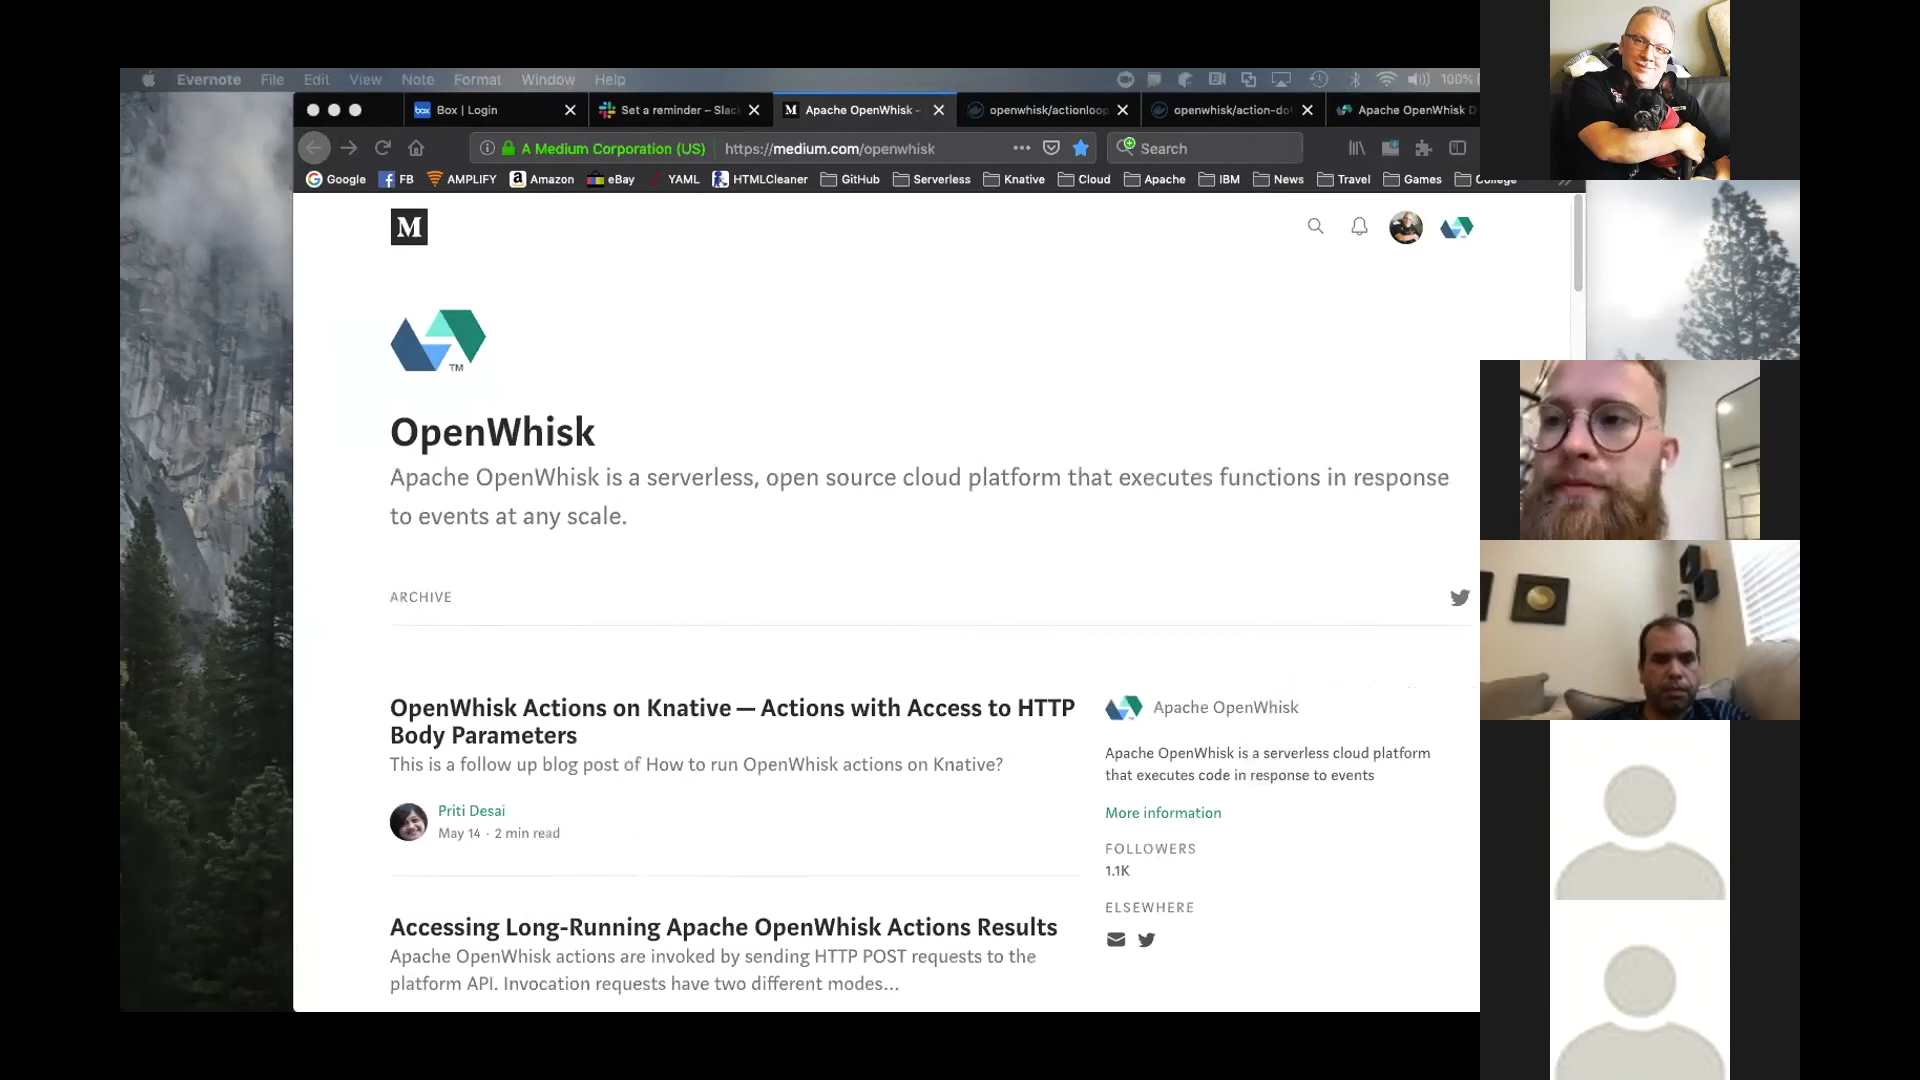 Evernote File Edit View Note Format Window Help 100%
Box | Login Set a reminder – Slac Apache OpenWhisk – openwhisk/actionloop openwhisk/action-do Apache OpenWhisk D
A Medium Corporation (US) https://medium.com/openwhisk Search
Google FB AMPLIFY Amazon eBay YAML HTMLCleaner GitHub Serverless Knative Cloud Apache IBM News Travel Games College
M
TM
OpenWhisk
Apache OpenWhisk is a serverless, open source cloud platform that executes functions in response
to events at any scale.
ARCHIVE
OpenWhisk Actions on Knative — Actions with Access to HTTP
Body Parameters
This is a follow up blog post of How to run OpenWhisk actions on Knative?
Priti Desai
May 14 · 2 min read
Accessing Long-Running Apache OpenWhisk Actions Results
Apache OpenWhisk actions are invoked by sending HTTP POST requests to the
platform API. Invocation requests have two different modes...
Apache OpenWhisk
Apache OpenWhisk is a serverless cloud platform
that executes code in response to events
More information
FOLLOWERS
1.1K
ELSEWHERE